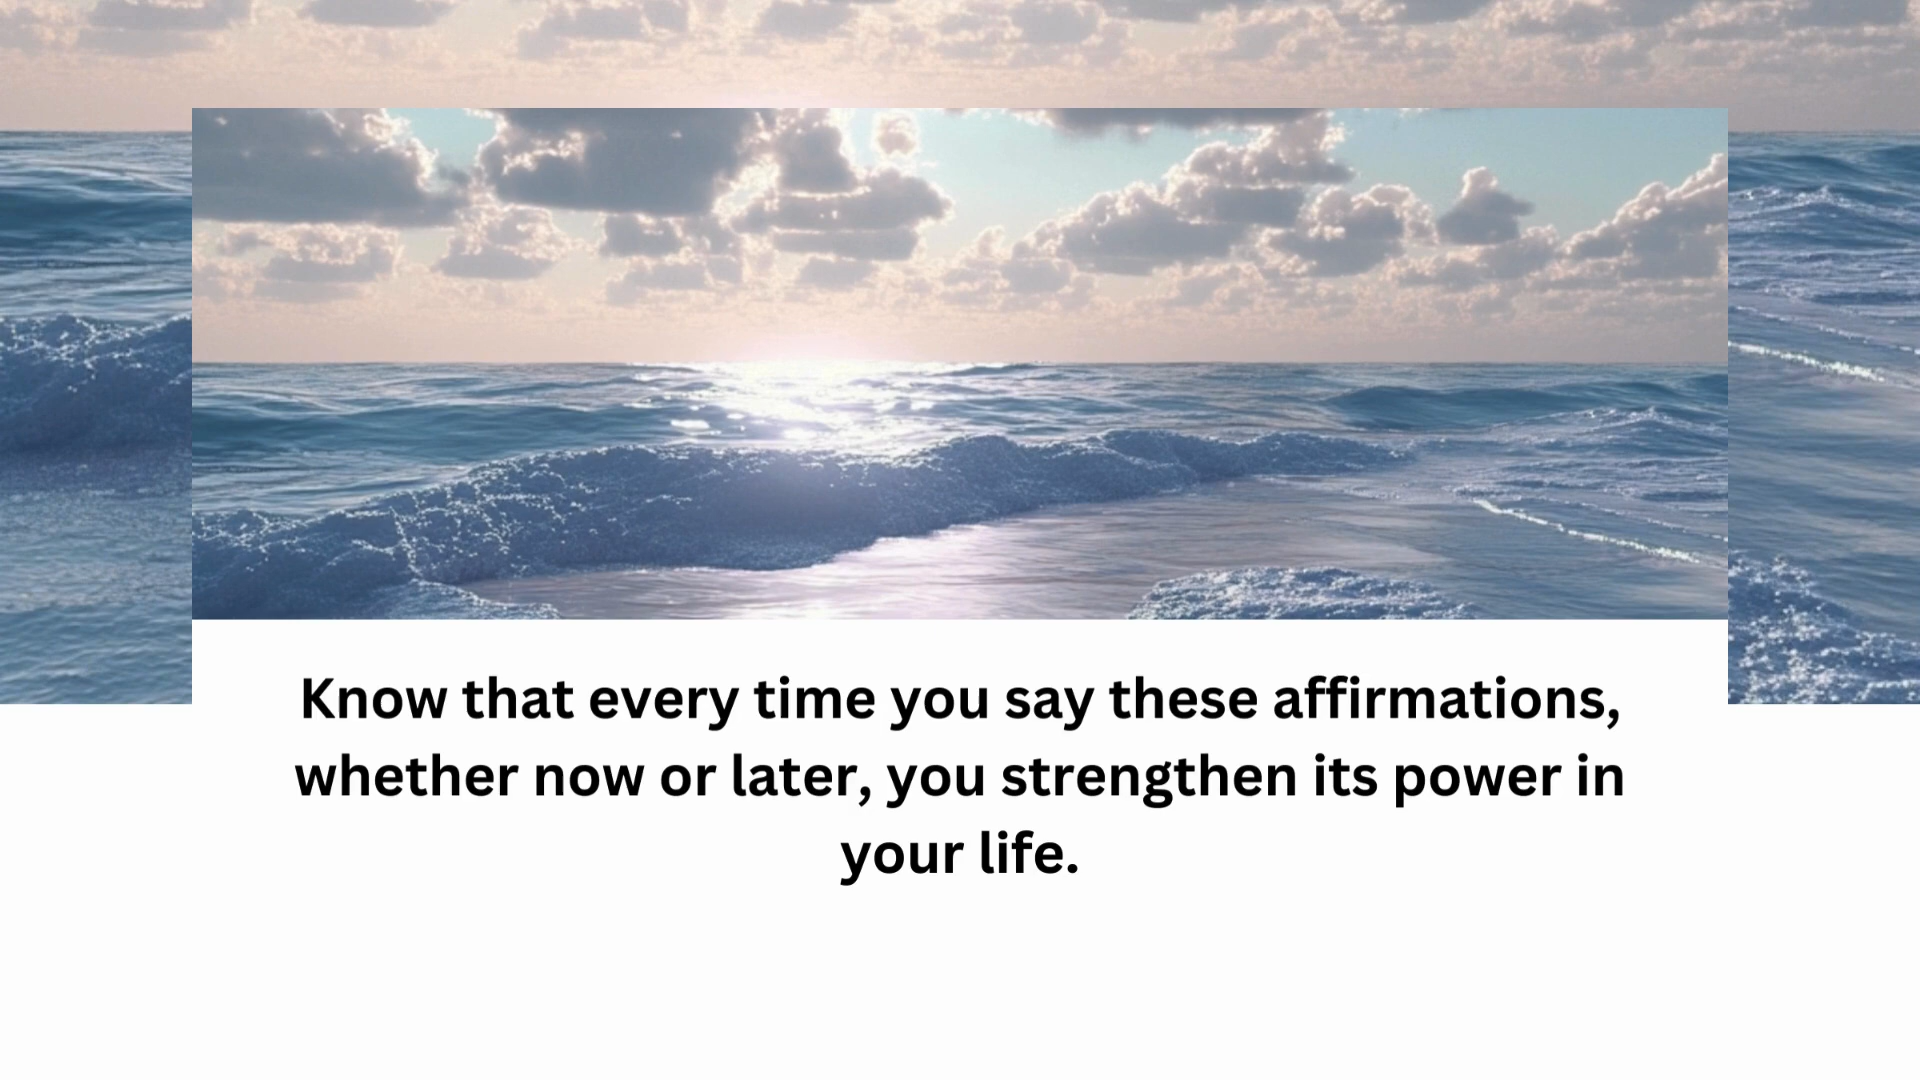 Know that every time you say these affirmations,
whether now or later, you strengthen its power in
your life.